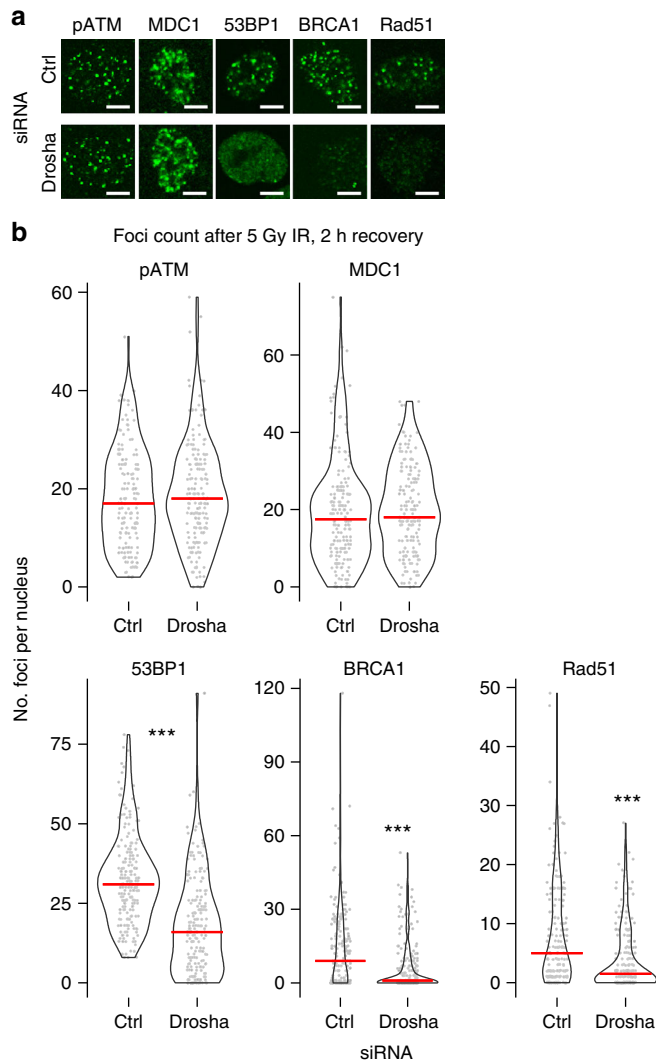 a
pATM MDC1 53BP1 BRCA1 Rad51
siRNA
Ctrl
Drosha
b
Foci count after 5 Gy IR, 2 h recovery
No. foci per nucleus
pATM
60
40
20
0
Ctrl Drosha
MDC1
60
40
20
0
Ctrl Drosha
53BP1
***
75
50
25
0
Ctrl Drosha
BRCA1
***
120
90
60
30
0
Ctrl Drosha
Rad51
***
50
40
30
20
10
0
Ctrl Drosha
siRNA